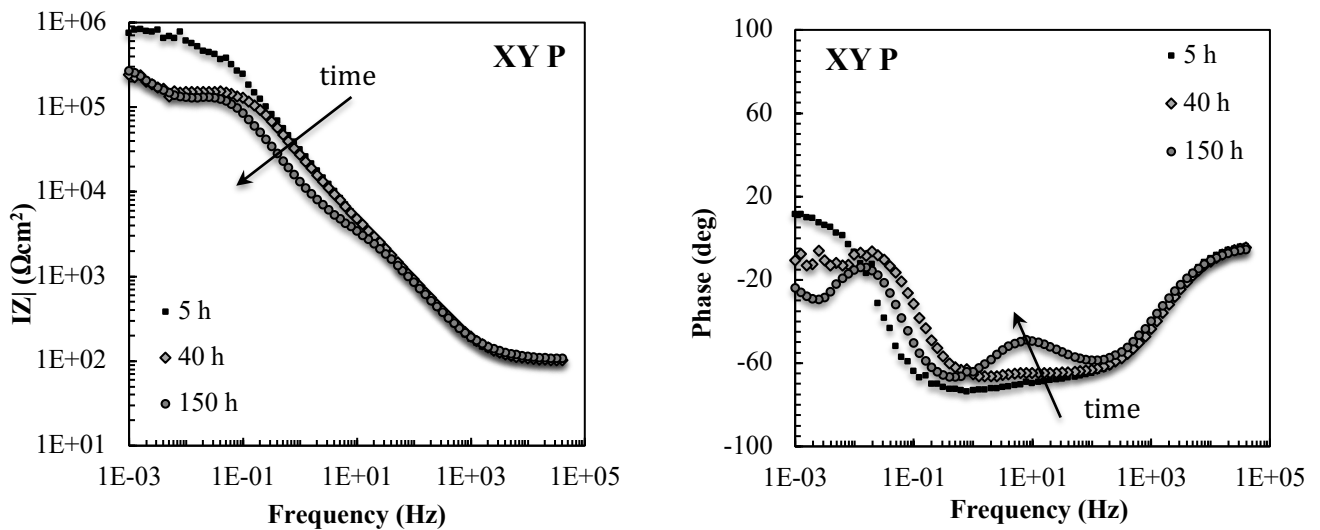 1E+06
1E+05
1E+04
1E+03
1E+02
1E+01
IZ| (Ωcm²)
XY P
time
5 h
40 h
150 h
1E-03
1E-01
1E+01
1E+03
1E+05
Frequency (Hz)
100
60
20
-20
-60
-100
Phase (deg)
XY P
5 h
40 h
150 h
time
1E-03
1E-01
1E+01
1E+03
1E+05
Frequency (Hz)